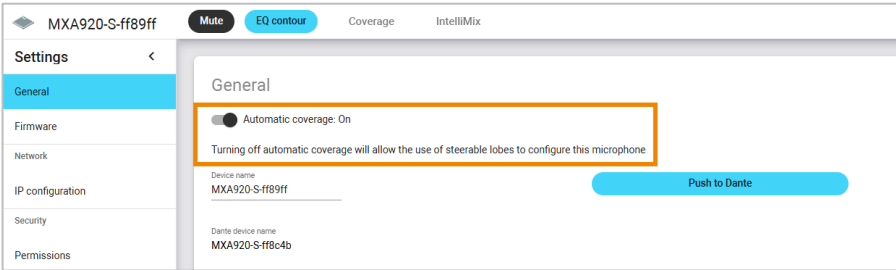 MXA920-S-ff89ff
Mute
EQ contour
Coverage
IntelliMix
Settings
General
Firmware
Network
IP configuration
Security
Permissions
General
Automatic coverage: On
Turning off automatic coverage will allow the use of steerable lobes to configure this microphone
Device name
MXA920-S-ff89ff
Push to Dante
Dante device name
MXA920-S-ff8c4b